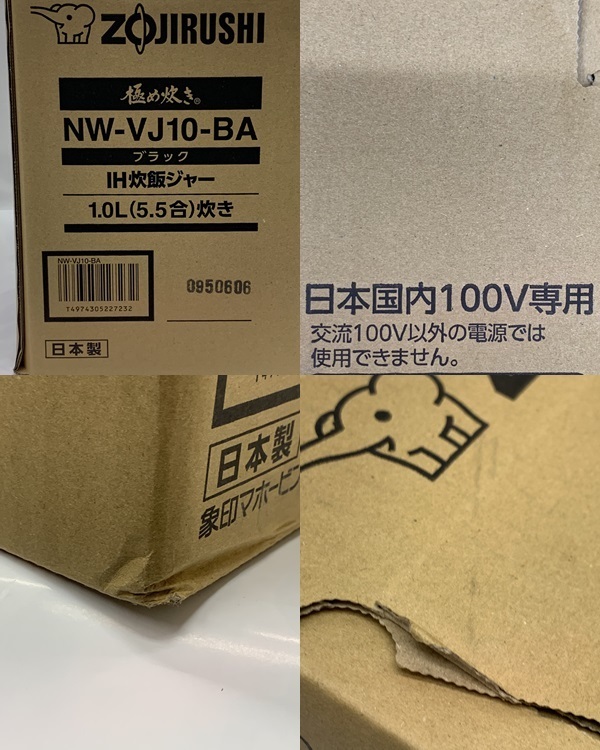 ZOJIRUSHI
極め炊き®
NW-VJ10-BA
ブラック
IH炊飯ジャー
1.0L(5.5合)炊き
NW-VJ10-BA
T4974305227232
0950606
日本製
日本国内100V専用
交流100V以外の電源では
使用できません。
日本製
象印マホービン